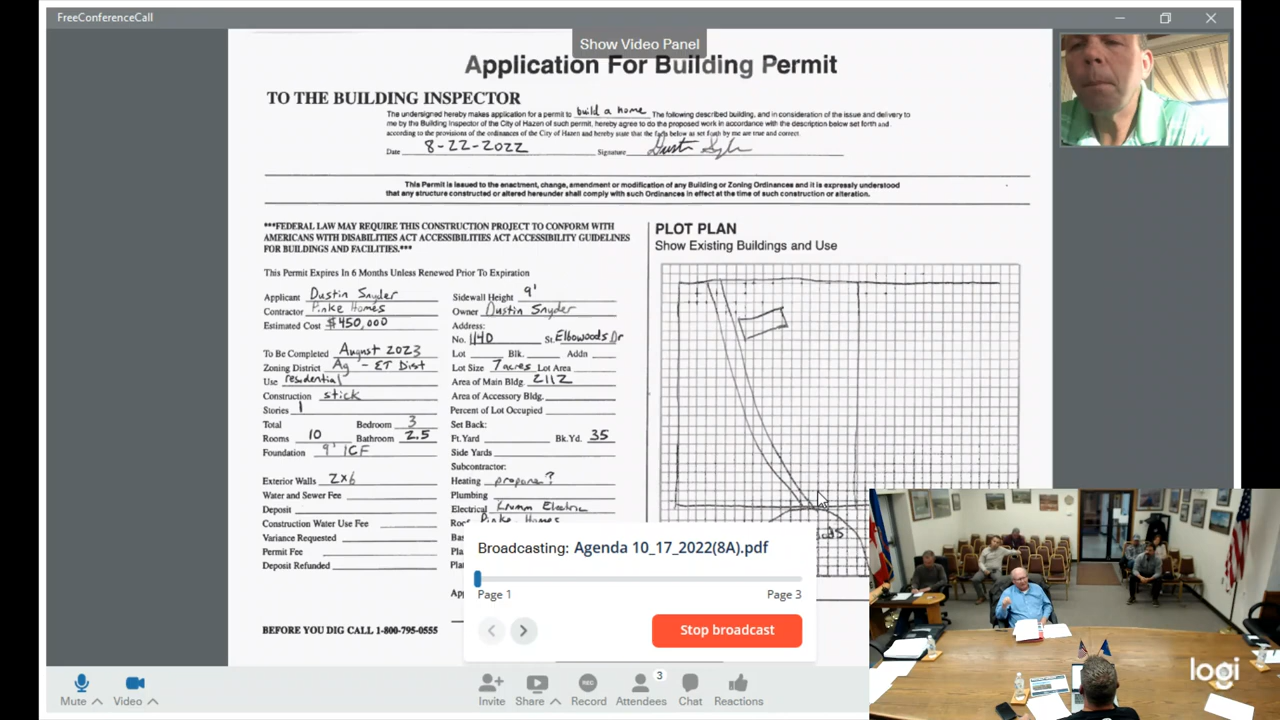 FreeConferenceCall
Show Video Panel
Application For Building Permit
TO THE BUILDING INSPECTOR
The undersigned hereby makes application for a permit to build a home. The following described building, and in consideration of the issue and delivery to
me by the Building Inspector of the City of Hazen of such permit, hereby agree to do the proposed work in accordance with the description below set forth and
according to the provisions of the ordinances of the City of Hazen and hereby state that the facts below as set forth by me are true and correct.
Date 8-22-2022 Signature
This Permit is issued to the enactment, change, amendment or modification of any Building or Zoning Ordinances and it is expressly understood
that any structure constructed or altered hereunder shall comply with such Ordinances in effect at the time of such construction or alteration.
***FEDERAL LAW MAY REQUIRE THIS CONSTRUCTION PROJECT TO CONFORM WITH
AMERICANS WITH DISABILITIES ACT ACCESSIBILITIES ACT ACCESSIBILITY GUIDELINES
FOR BUILDINGS AND FACILITIES.***
This Permit Expires In 6 Months Unless Renewed Prior To Expiration
Applicant Dustin Snyder
Contractor Pinke Homes
Estimated Cost $450,000
To Be Completed August 2023
Zoning District Ag - ET Dist
Use residential
Construction stick
Stories 1
Total Bedroom 3
Rooms 10 Bathroom 2.5
Foundation 9' ICF
Exterior Walls 2x6
Water and Sewer Fee
Deposit
Construction Water Use Fee
Variance Requested
Permit Fee
Deposit Refunded
BEFORE YOU DIG CALL 1-800-795-0555
Sidewall Height 9'
Owner Dustin Snyder
Address:
No. 1140 St. Elbowoods Dr
Lot Blk. Addn
Lot Size 7 acres Lot Area
Area of Main Bldg. 2112
Area of Accessory Bldg.
Percent of Lot Occupied
Set Back:
Ft.Yard Bk.Yd. 35
Side Yards
Subcontractor:
Heating propane?
Plumbing
Electrical Krumm Electric
Pinke Homes
PLOT PLAN
Show Existing Buildings and Use
Broadcasting: Agenda 10_17_2022(8A).pdf
Page 1 Page 3
Stop broadcast
Mute Video Invite Share Record Attendees 3 Chat Reactions
logi